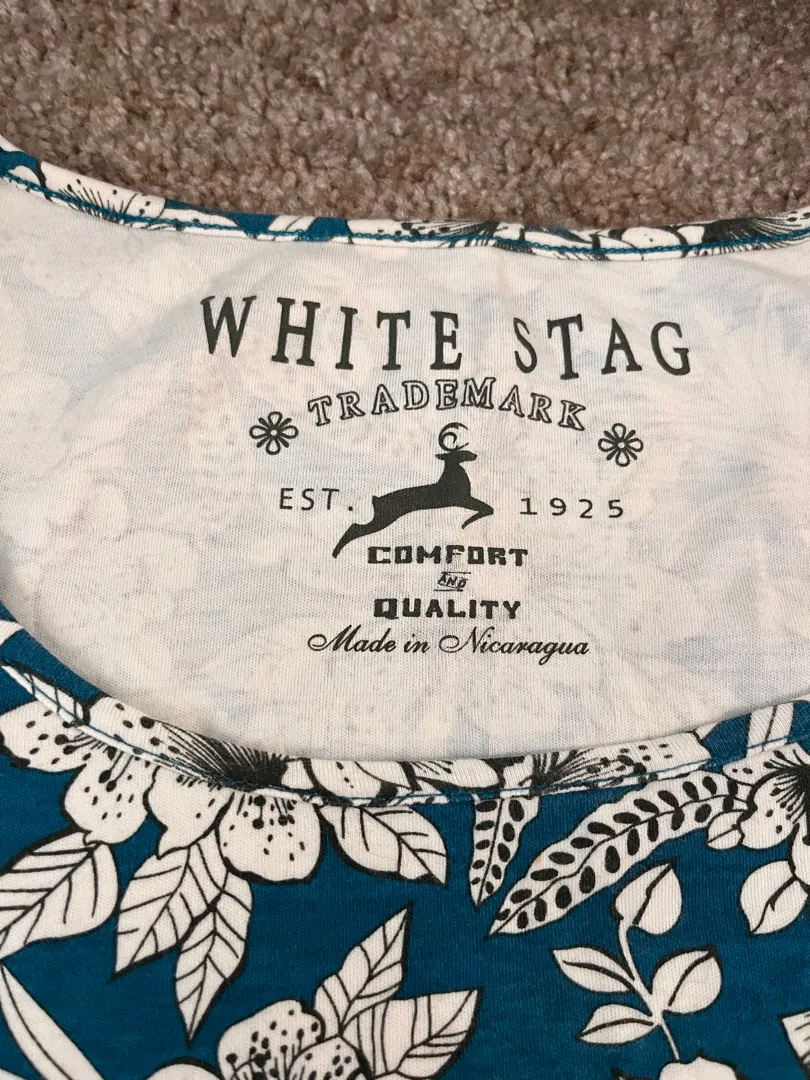 WHITE STAG
TRADEMARK
EST. 1925
COMFORT
AND
QUALITY
Made in Nicaragua